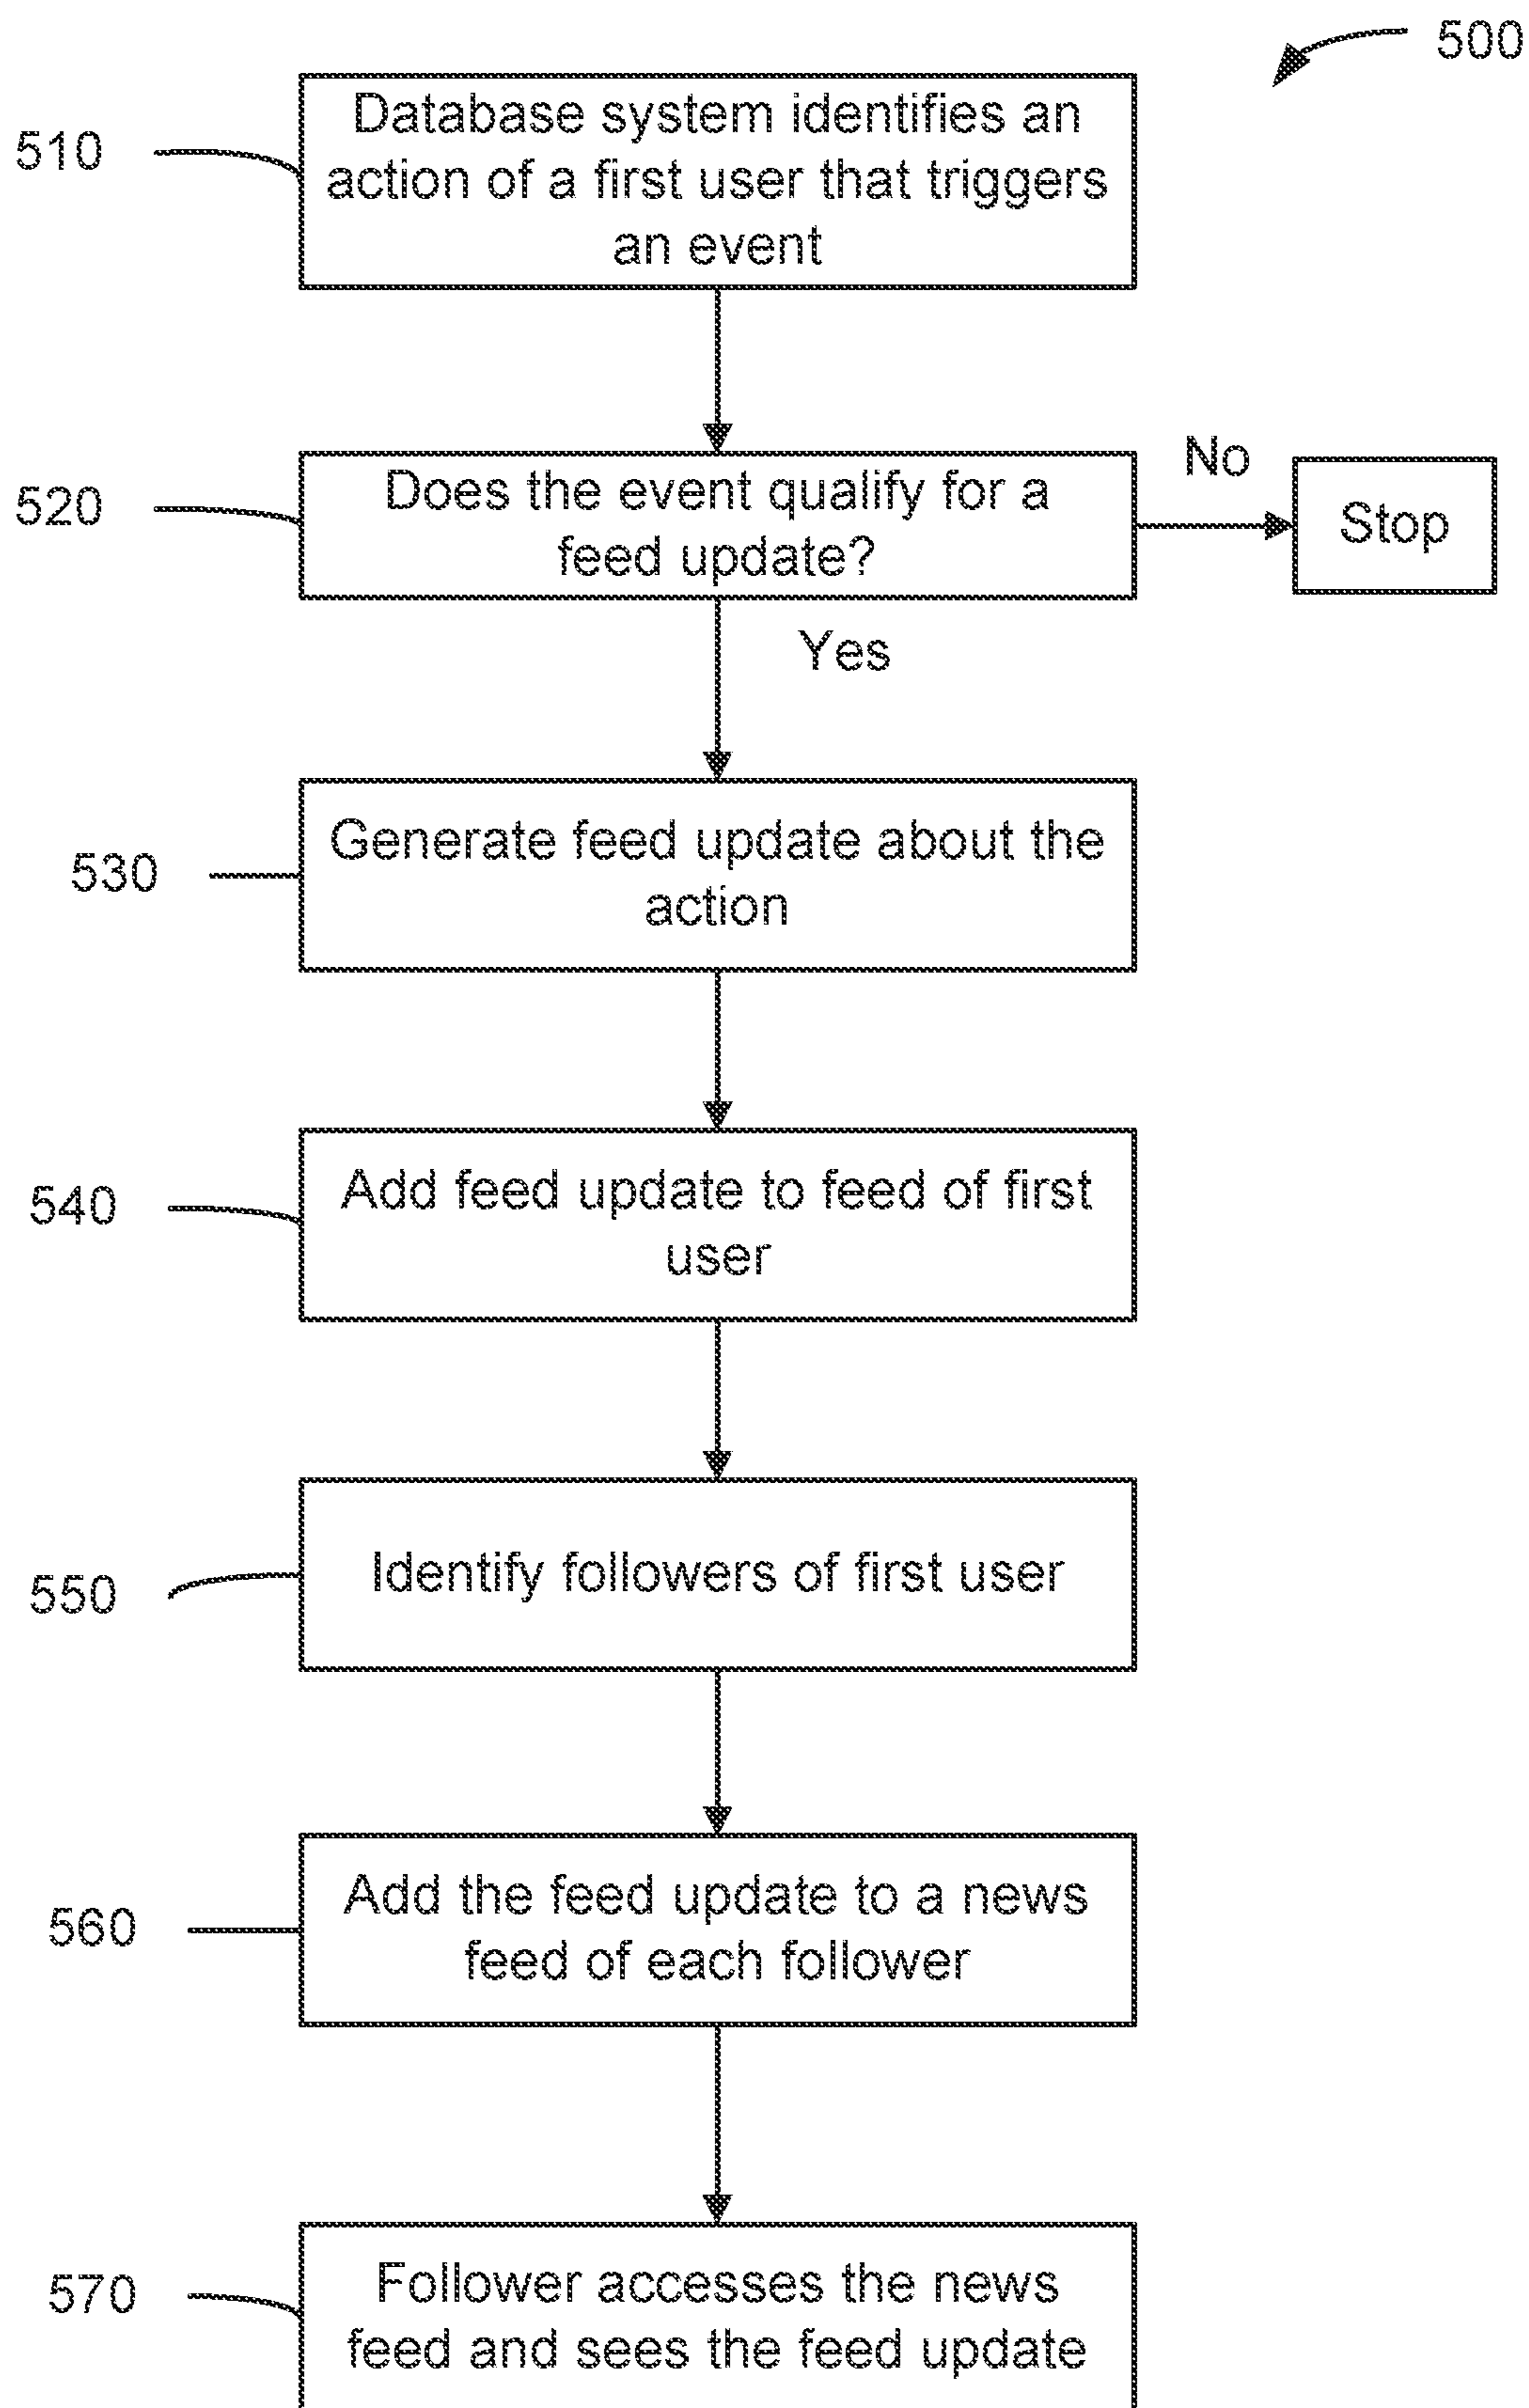 500
510
Database system identifies an
action of a first user that triggers
an event
520
Does the event qualify for a
feed update?
No
Stop
Yes
530
Generate feed update about the
action
540
Add feed update to feed of first
user
550
Identify followers of first user
560
Add the feed update to a news
feed of each follower
570
Follower accesses the news
feed and sees the feed update